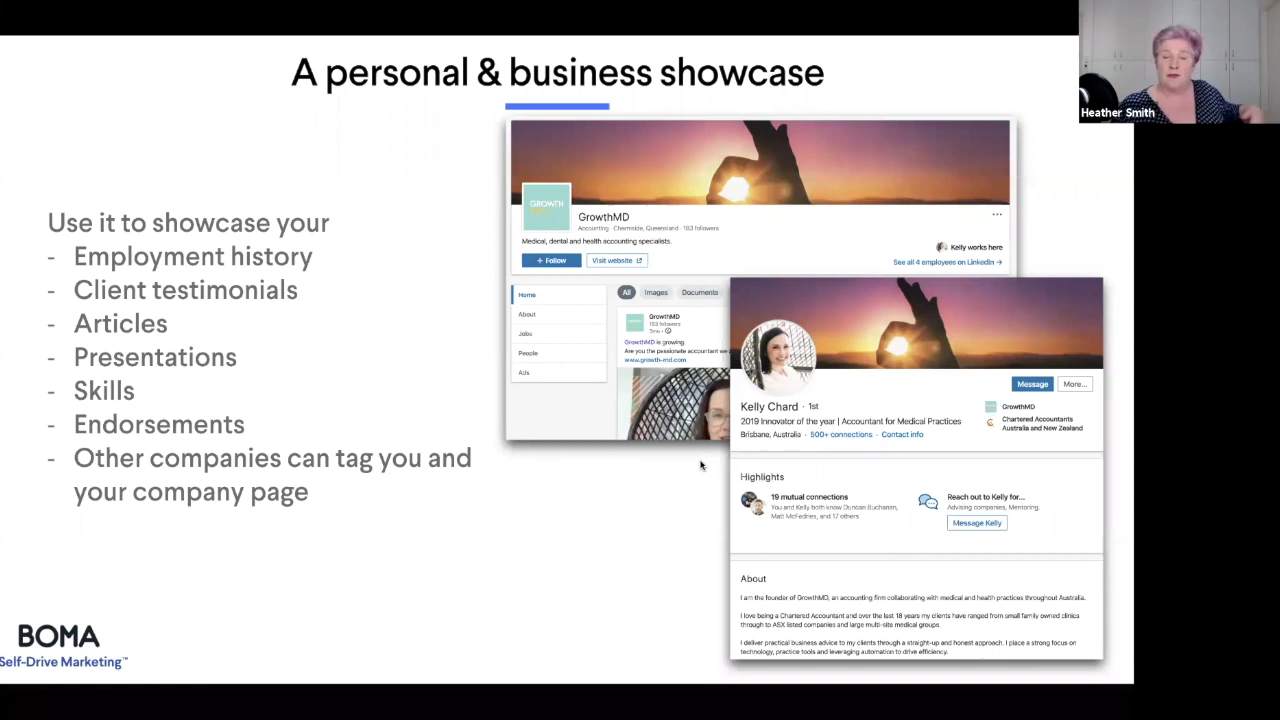 A personal & business showcase
Heather Smith
Use it to showcase your
- Employment history
- Client testimonials
- Articles
- Presentations
- Skills
- Endorsements
- Other companies can tag you and
your company page
BOMA
Self-Drive Marketing™
GROWTH
GrowthMD
Accounting · Chermside, Queensland · 183 followers
Medical, dental and health accounting specialists.
Kelly works here
+ Follow
Visit website
See all 4 employees on LinkedIn →
Home
About
Jobs
People
Ads
All
Images
Documents
GrowthMD
183 followers
3mo •
GrowthMD is growing.
Are you the passionate accountant we
www.growth-md.com
Message
More...
Kelly Chard · 1st
2019 Innovator of the year | Accountant for Medical Practices
Brisbane, Australia · 500+ connections · Contact info
GrowthMD
Chartered Accountants
Australia and New Zealand
Highlights
19 mutual connections
You and Kelly both know Duncan Buchanan,
Matt McFedries, and 17 others
Reach out to Kelly for...
Advising companies, Mentoring.
Message Kelly
About
I am the founder of GrowthMD, an accounting firm collaborating with medical and health practices throughout Australia.
I love being a Chartered Accountant and over the last 18 years my clients have ranged from small family owned clinics
through to ASX listed companies and large multi-site medical groups.
I deliver practical business advice to my clients through a straight-up and honest approach. I place a strong focus on
technology, practice tools and leveraging automation to drive efficiency.